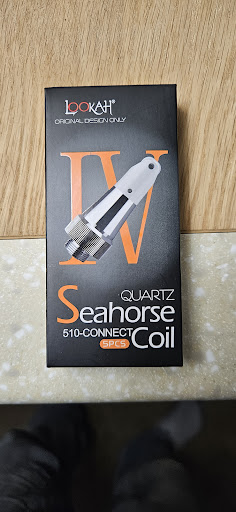 LOOKAH®
ORIGINAL DESIGN ONLY
IV
QUARTZ
Seahorse
510-CONNECT
5PCS
Coil